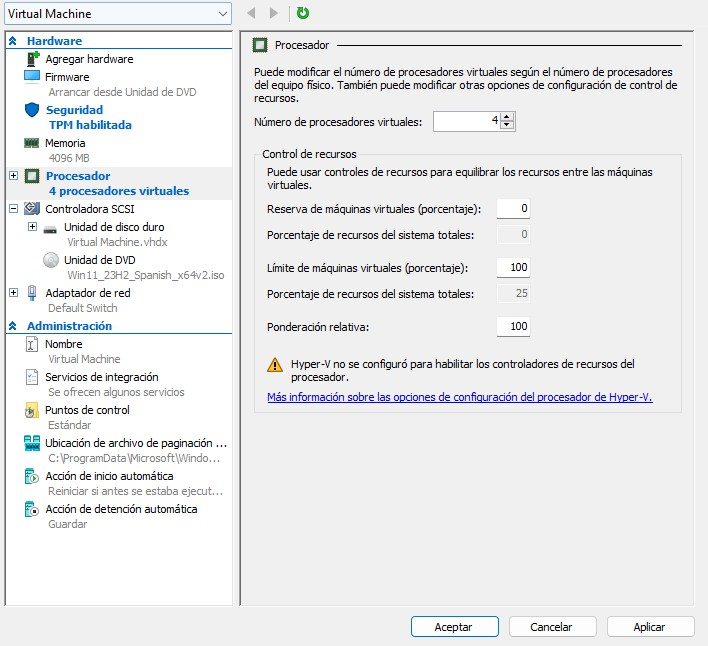 Virtual Machine
Hardware
Agregar hardware
Firmware
Arrancar desde Unidad de DVD
Seguridad
TPM habilitada
Memoria
4096 MB
Procesador
4 procesadores virtuales
Controladora SCSI
Unidad de disco duro
Virtual Machine.vhdx
Unidad de DVD
Win11_23H2_Spanish_x64v2.iso
Adaptador de red
Default Switch
Administración
Nombre
Virtual Machine
Servicios de integración
Se ofrecen algunos servicios
Puntos de control
Estándar
Ubicación de archivo de paginación ...
C:\ProgramData\Microsoft\Windo...
Acción de inicio automática
Reiniciar si antes se estaba ejecut...
Acción de detención automática
Guardar
Procesador
Puede modificar el número de procesadores virtuales según el número de procesadores
del equipo físico. También puede modificar otras opciones de configuración de control de
recursos.
Número de procesadores virtuales: 4
Control de recursos
Puede usar controles de recursos para equilibrar los recursos entre las máquinas
virtuales.
Reserva de máquinas virtuales (porcentaje): 0
Porcentaje de recursos del sistema totales: 0
Límite de máquinas virtuales (porcentaje): 100
Porcentaje de recursos del sistema totales: 25
Ponderación relativa: 100
Hyper-V no se configuró para habilitar los controladores de recursos del
procesador.
Más información sobre las opciones de configuración del procesador de Hyper-V.
Aceptar Cancelar Aplicar